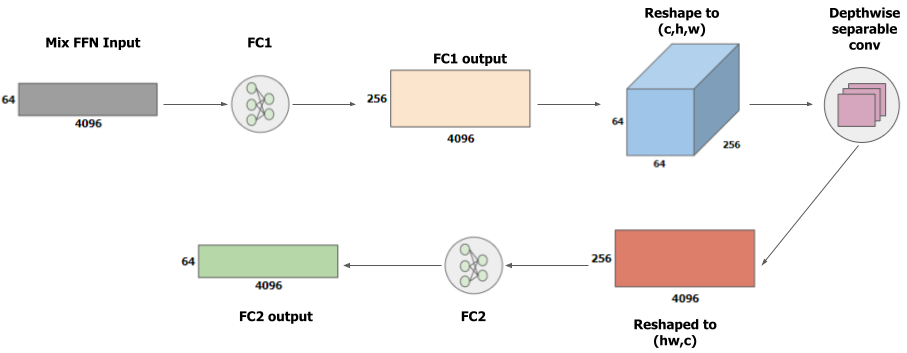 Mix FFN Input
64
4096
FC1
FC1 output
256
4096
Reshape to
(c,h,w)
64
64
256
Depthwise
separable
conv
256
4096
Reshaped to
(hw,c)
FC2
64
4096
FC2 output